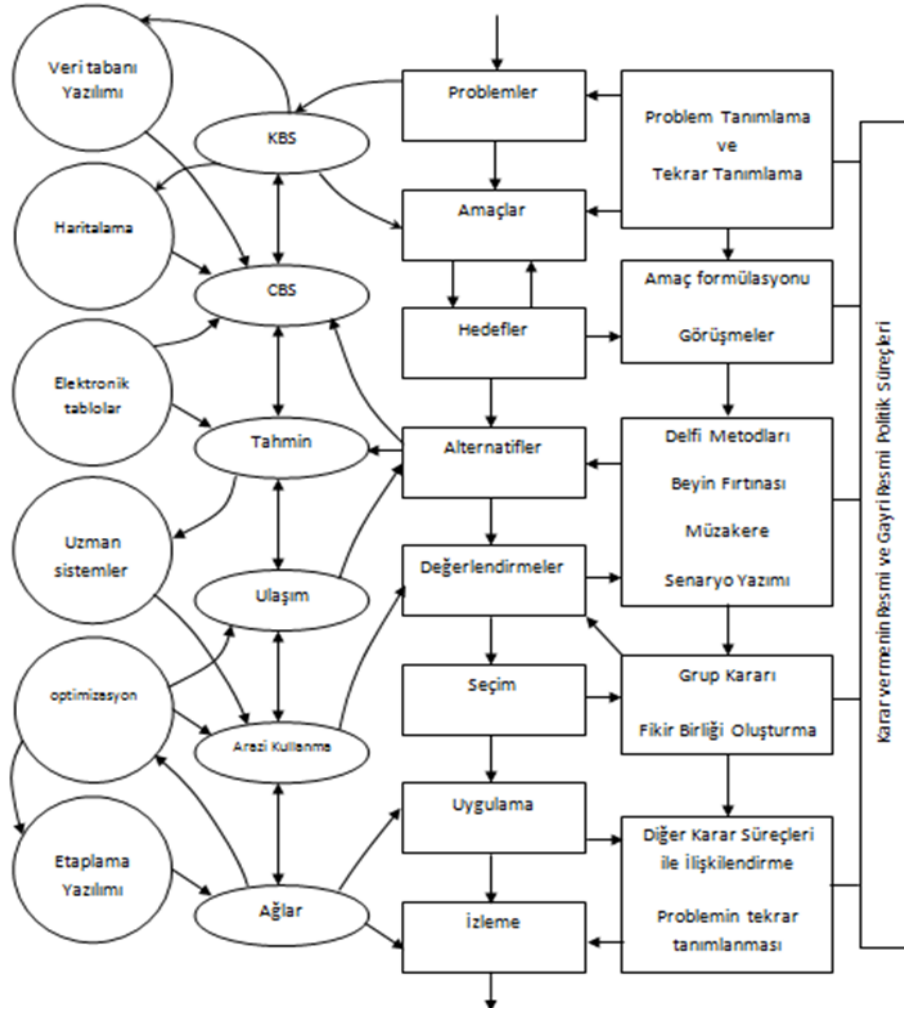 Veri tabanı
Yazılımı
Haritalama
Elektronik
tablolar
Uzman
sistemler
optimizasyon
Etaplama
Yazılımı
KBS
CBS
Tahmin
Ulaşım
Arazi Kullanma
Ağlar
Problemler
Amaçlar
Hedefler
Alternatifler
Değerlendirmeler
Seçim
Uygulama
İzleme
Problem Tanımlama
ve
Tekrar Tanımlama
Amaç formülasyonu
Görüşmeler
Delfi Metodları
Beyin Fırtınası
Müzakere
Senaryo Yazımı
Grup Kararı
Fikir Birliği Oluşturma
Diğer Karar Süreçleri
ile İlişkilendirme
Problemin tekrar
tanımlanması
Karar vermenin Resmi ve Gayri Resmi Politik Süreçleri